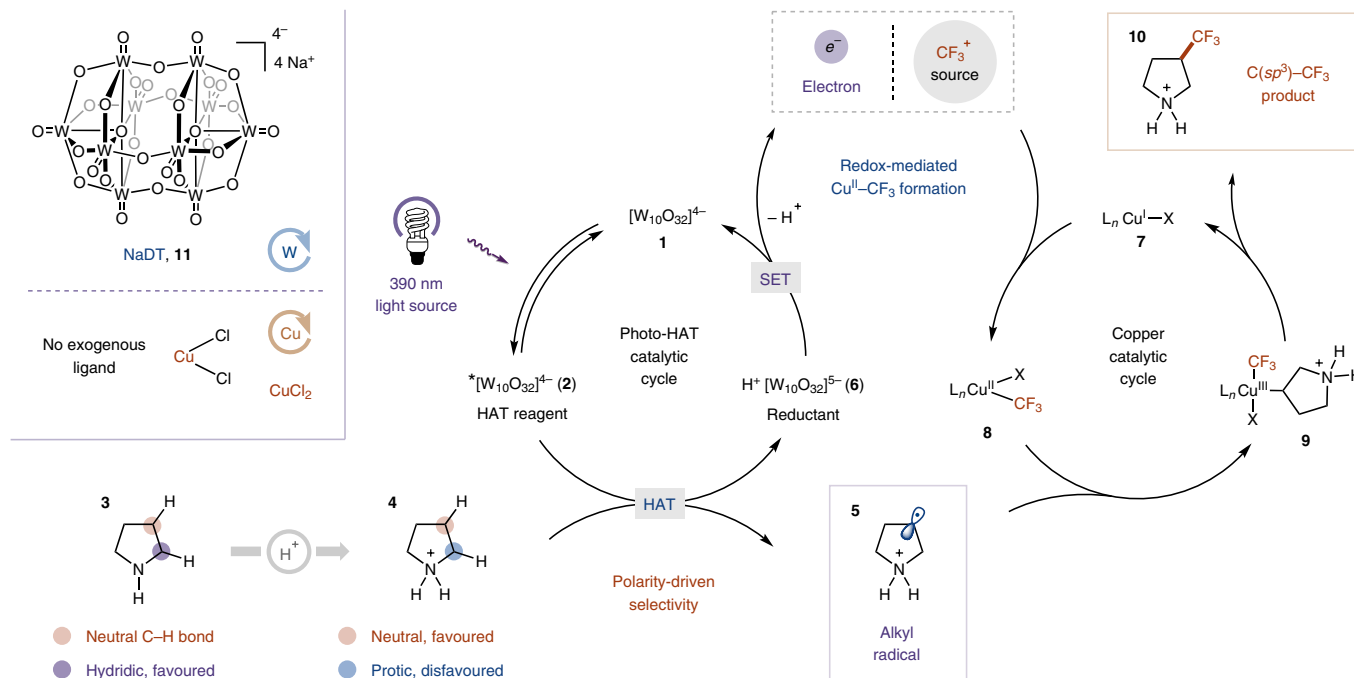 O
O
4–
4 Na⁺
W
W
O
O
O
O
O
O
W
W
O
O
O
O
O=W
O
O
W=O
O
W
W
O
O
O
O
O
O
O
W
O
W
O
O
NaDT, 11
W
No exogenous
ligand
Cu
Cl
Cl
Cu
CuCl₂
390 nm
light source
[W₁₀O₃₂]⁴⁻
1
*[W₁₀O₃₂]⁴⁻ (2)
HAT reagent
Photo-HAT
catalytic
cycle
H⁺ [W₁₀O₃₂]⁵⁻ (6)
Reductant
SET
– H⁺
e⁻
Electron
CF₃⁺
source
Redox-mediated
Cuᴵᴵ–CF₃ formation
LₙCuᴵ–X
7
LₙCuᴵᴵ
X
CF₃
8
Copper
catalytic
cycle
CF₃
LₙCuᴵᴵᴵ
X
H
+
N
H
9
10
CF₃
+
N
H H
C(sp³)–CF₃
product
3
H
H
N
H
H⁺
4
H
H
+
N
H H
HAT
Polarity-driven
selectivity
5
+
N
H H
Alkyl
radical
Neutral C–H bond
Hydridic, favoured
Neutral, favoured
Protic, disfavoured